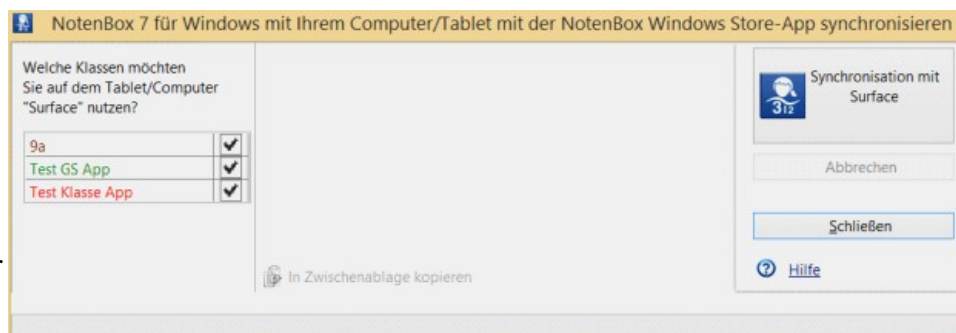 NotenBox 7 für Windows mit Ihrem Computer/Tablet mit der NotenBox Windows Store-App synchronisieren
Welche Klassen möchten
Sie auf dem Tablet/Computer
"Surface" nutzen?
9a
Test GS App
Test Klasse App
In Zwischenablage kopieren
312
Synchronisation mit
Surface
Abbrechen
Schließen
Hilfe